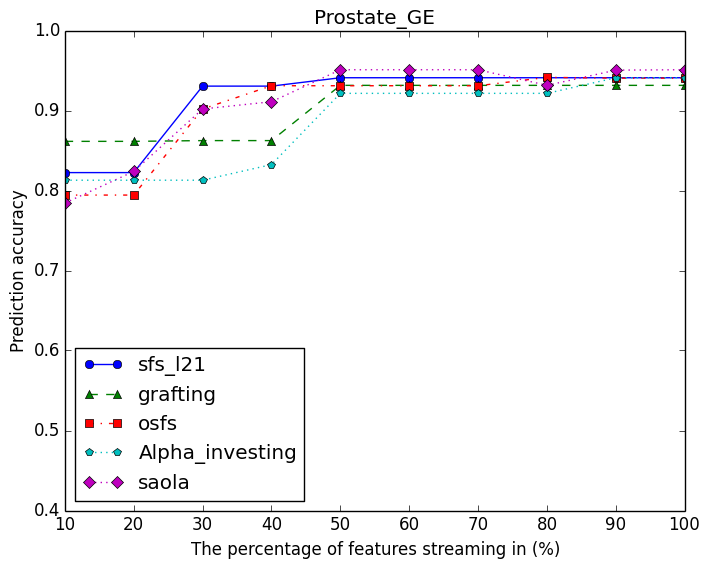 Prostate_GE
1.0
0.9
0.8
0.7
0.6
0.5
0.4
Prediction accuracy
sfs_l21
grafting
osfs
Alpha_investing
saola
10 20 30 40 50 60 70 80 90 100
The percentage of features streaming in (%)